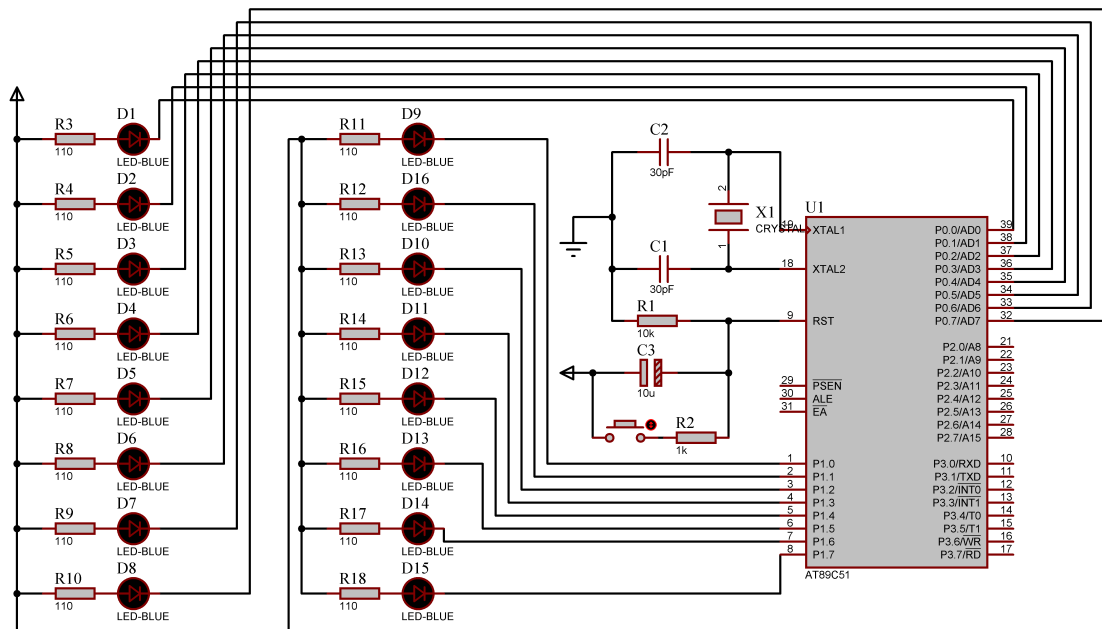 R3
110
D1
LED-BLUE
R4
110
D2
LED-BLUE
R5
110
D3
LED-BLUE
R6
110
D4
LED-BLUE
R7
110
D5
LED-BLUE
R8
110
D6
LED-BLUE
R9
110
D7
LED-BLUE
R10
110
D8
LED-BLUE
R11
110
D9
LED-BLUE
R12
110
D16
LED-BLUE
R13
110
D10
LED-BLUE
R14
110
D11
LED-BLUE
R15
110
D12
LED-BLUE
R16
110
D13
LED-BLUE
R17
110
D14
LED-BLUE
R18
110
D15
LED-BLUE
C2
30pF
2
X1
CRYSTAL
1
C1
30pF
R1
10k
C3
10u
R2
1k
U1
19 XTAL1
18 XTAL2
9 RST
29 PSEN
30 ALE
31 EA
1 P1.0
2 P1.1
3 P1.2
4 P1.3
5 P1.4
6 P1.5
7 P1.6
8 P1.7
P0.0/AD0 39
P0.1/AD1 38
P0.2/AD2 37
P0.3/AD3 36
P0.4/AD4 35
P0.5/AD5 34
P0.6/AD6 33
P0.7/AD7 32
P2.0/A8 21
P2.1/A9 22
P2.2/A10 23
P2.3/A11 24
P2.4/A12 25
P2.5/A13 26
P2.6/A14 27
P2.7/A15 28
P3.0/RXD 10
P3.1/TXD 11
P3.2/INT0 12
P3.3/INT1 13
P3.4/T0 14
P3.5/T1 15
P3.6/WR 16
P3.7/RD 17
AT89C51